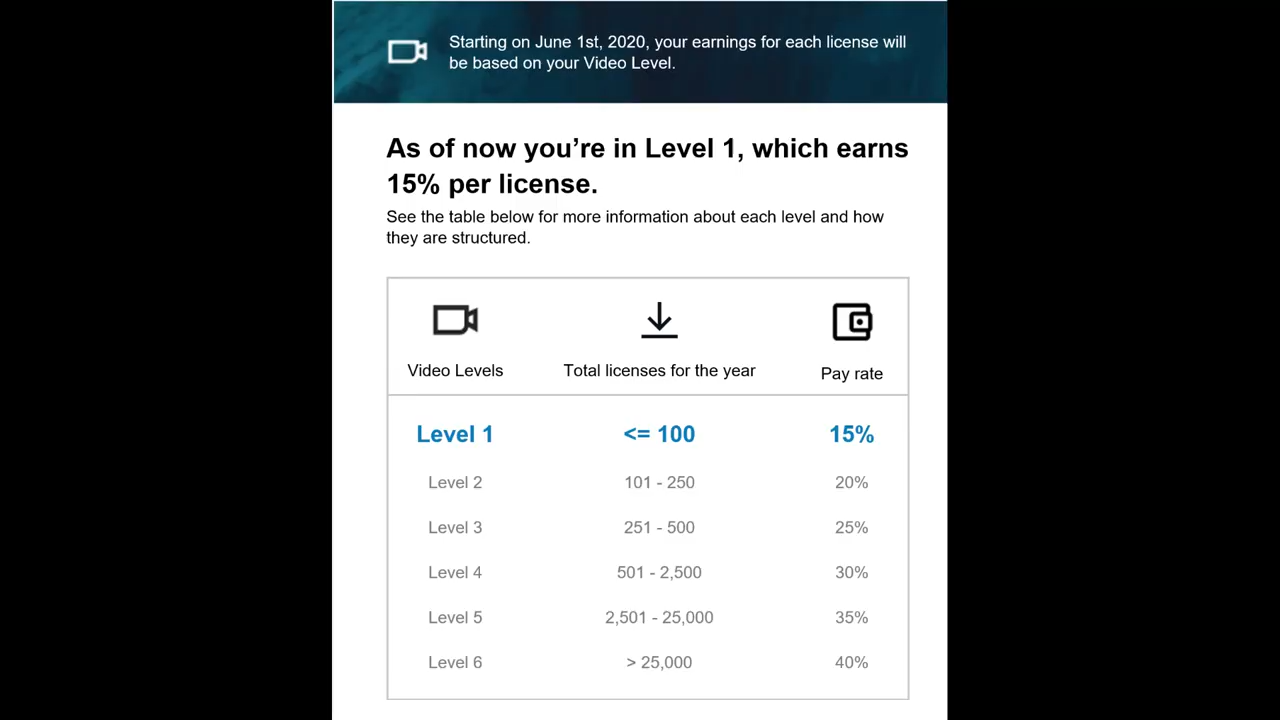 Starting on June 1st, 2020, your earnings for each license will
be based on your Video Level.
As of now you’re in Level 1, which earns
15% per license.
See the table below for more information about each level and how
they are structured.
Video Levels Total licenses for the year Pay rate
Level 1 <= 100 15%
Level 2 101 - 250 20%
Level 3 251 - 500 25%
Level 4 501 - 2,500 30%
Level 5 2,501 - 25,000 35%
Level 6 > 25,000 40%